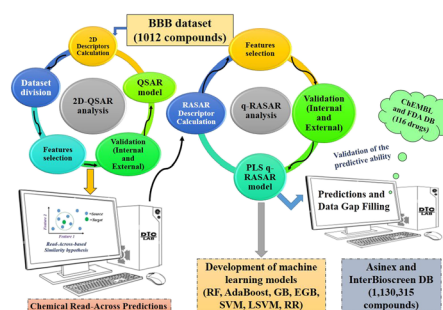 BBB dataset
(1012 compounds)
2D
Descriptors
Calculation
Dataset
division
QSAR
model
2D-QSAR
analysis
Features
selection
Validation
(Internal
and
External)
Features
selection
RASAR
Descriptor
Calculation
q-RASAR
analysis
Validation
(Internal
and
External)
PLS q-
RASAR
model
ChEMBL
and FDA DB
(116 drugs)
Validation of the
predictive ability
Predictions and
Data Gap Filling
Read-Across-based
Similarity hypothesis
Chemical Read-Across Predictions
Development of machine
learning models
(RF, AdaBoost, GB, EGB,
SVM, LSVM, RR)
Asinex and
InterBioscreen DB
(1,130,315
compounds)